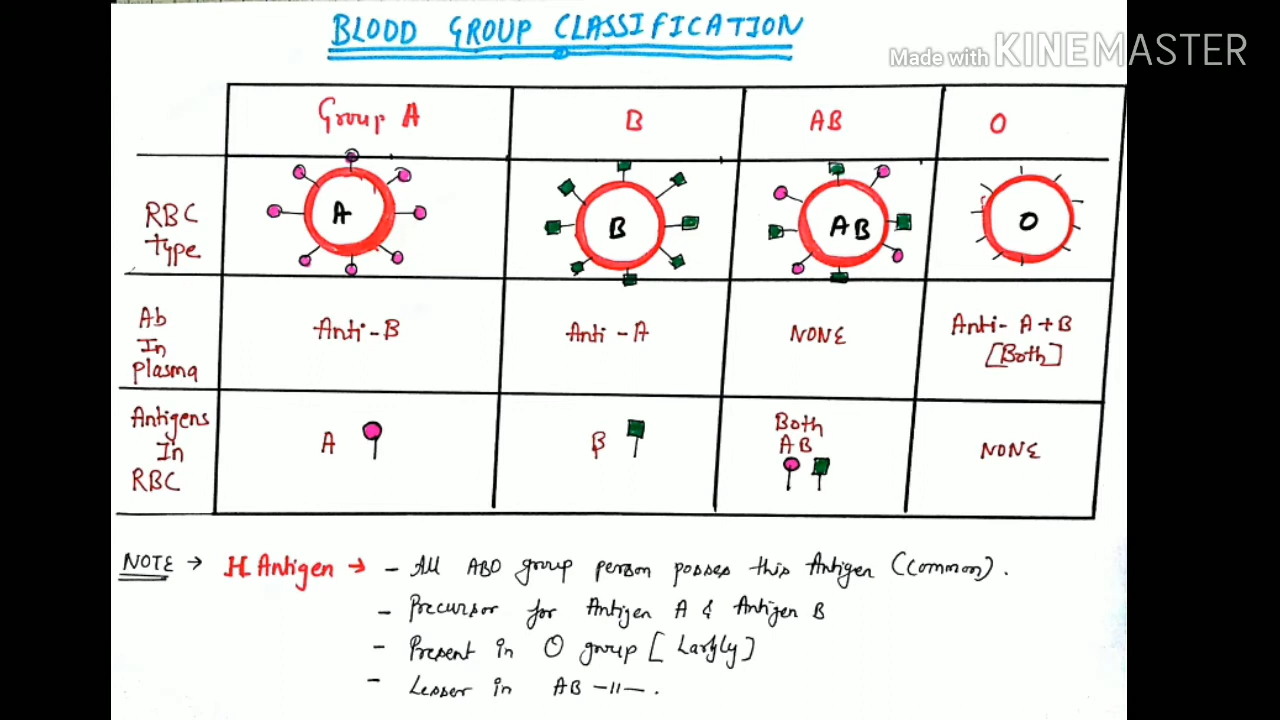 BLOOD GROUP CLASSIFICATION
Made with KINEMASTER
Group A
B
AB
O
RBC
type
A
B
AB
O
Ab
In
Plasma
Anti-B
Anti-A
NONE
Anti-A+B
[Both]
Antigens
In
RBC
A
B
Both
AB
NONE
NOTE → H Antigen → - All ABO group person posses this Antigen (Common).
- Precursor for Antigen A & Antigen B
- Present in O group [Largly]
- Lesser in AB -11-.